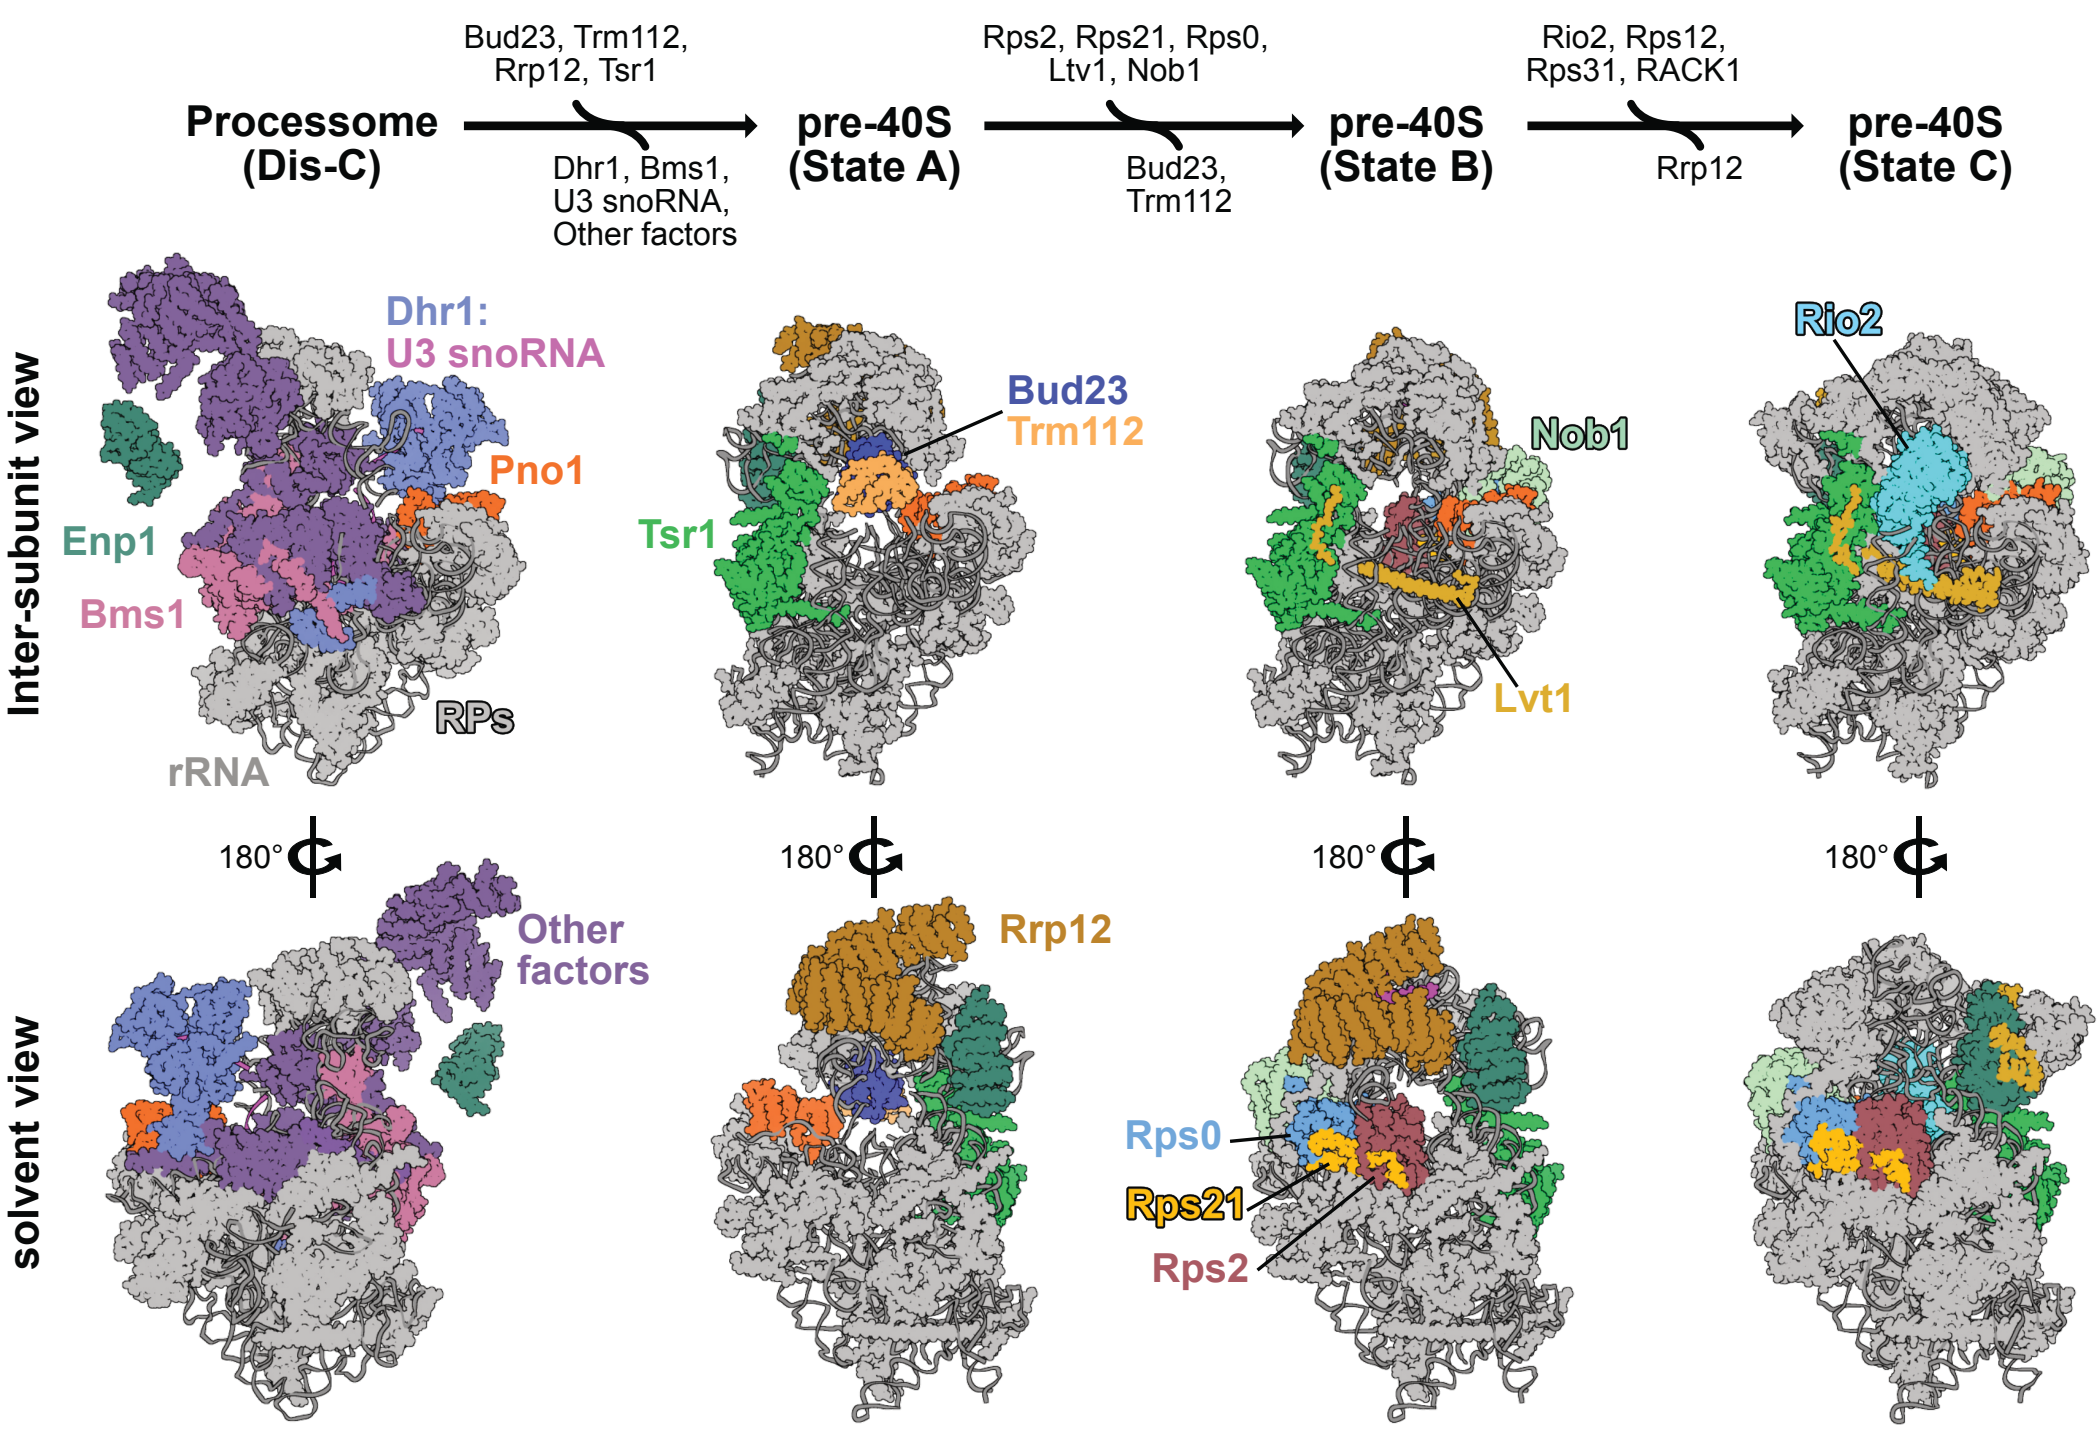 Bud23, Trm112,
Rrp12, Tsr1
Rps2, Rps21, Rps0,
Ltv1, Nob1
Rio2, Rps12,
Rps31, RACK1
Processome
(Dis-C)
pre-40S
(State A)
pre-40S
(State B)
pre-40S
(State C)
Dhr1, Bms1,
U3 snoRNA,
Other factors
Bud23,
Trm112
Rrp12
Inter-subunit view
Dhr1:
U3 snoRNA
Pno1
Enp1
Bms1
RPs
rRNA
Bud23
Trm112
Tsr1
Nob1
Lvt1
Rio2
180°
180°
180°
180°
solvent view
Other
factors
Rrp12
Rps0
Rps21
Rps2